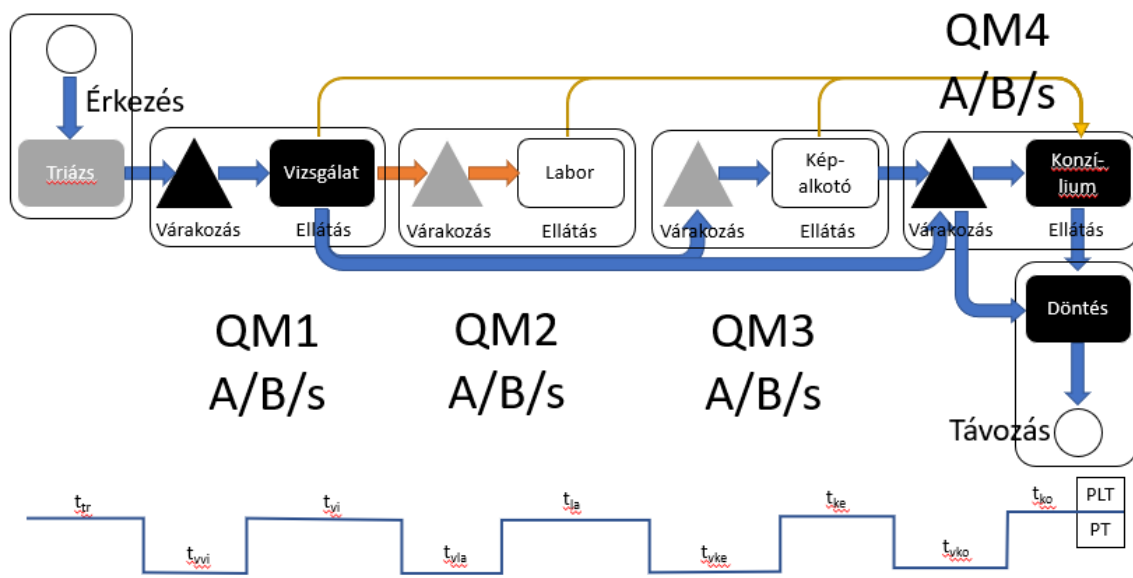 QM4
A/B/s
Érkezés
Triázs
Vizsgálat
Labor
Kép-
alkotó
Konzí-
lium
Várakozás
Ellátás
Várakozás
Ellátás
Várakozás
Ellátás
Várakozás
Ellátás
Döntés
QM1
A/B/s
QM2
A/B/s
QM3
A/B/s
Távozás
ttr
tvvi
tvi
tvla
tla
tvke
tke
tvko
tko
PLT
PT